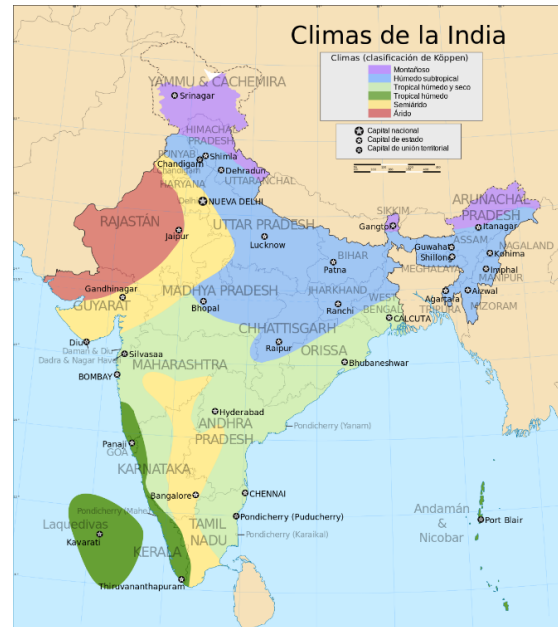 Climas de la India
Climas (clasificación de Köppen)
Montañoso
Húmedo subtropical
Tropical húmedo y seco
Tropical húmedo
Semiárido
Árido
Capital nacional
Capital de estado
Capital de unión territorial
YAMMU & CACHEMIRA
Srinagar
HIMACHAL
PRADESH
PUNYAB
Shimla
Chandigarh
Chandigarh
Dehradun
UTTARANCHAL
HARYANA
Delhi
NUEVA DELHI
RAJASTÁN
Jaipur
UTTAR PRADESH
Lucknow
SIKKIM
Gangtok
ARUNACHAL
PRADESH
Itanagar
ASSAM
Guwahati
Shillong
MEGHALAYA
NAGALAND
Kohima
Imphal
MANIPUR
BIHAR
Patna
Agartala
TRIPURA
Aizwal
MIZORAM
Gandhinagar
GUYARAT
MADHYA PRADESH
Bhopal
JHARKHAND
Ranchi
WEST
BENGAL
CALCUTA
CHHATTISGARH
Raipur
ORISSA
Bhubaneshwar
Diu
Daman & Diu
Dadra & Nagar Haveli
Silvasaa
MAHARASHTRA
BOMBAY
Hyderabad
ANDHRA
PRADESH
Pondicherry (Yanam)
Panaji
GOA
KARNATAKA
Bangalore
CHENNAI
Pondicherry (Mahe)
Laquedivas
Kavarati
Pondicherry (Puducherry)
Pondicherry (Karaikal)
TAMIL
NADU
KERALA
Thiruvananthapuram
Andamán
&
Nicobar
Port Blair